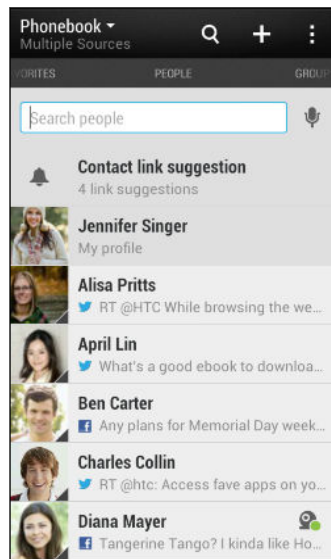 Phonebook
Multiple Sources
ORITES PEOPLE GROUP
Search people
Contact link suggestion
4 link suggestions
Jennifer Singer
My profile
Alisa Pritts
RT @HTC While browsing the we...
April Lin
What's a good ebook to downloa...
Ben Carter
Any plans for Memorial Day week...
Charles Collin
RT @htc: Access fave apps on yo...
Diana Mayer
Tangerine Tango? I kinda like Ho...